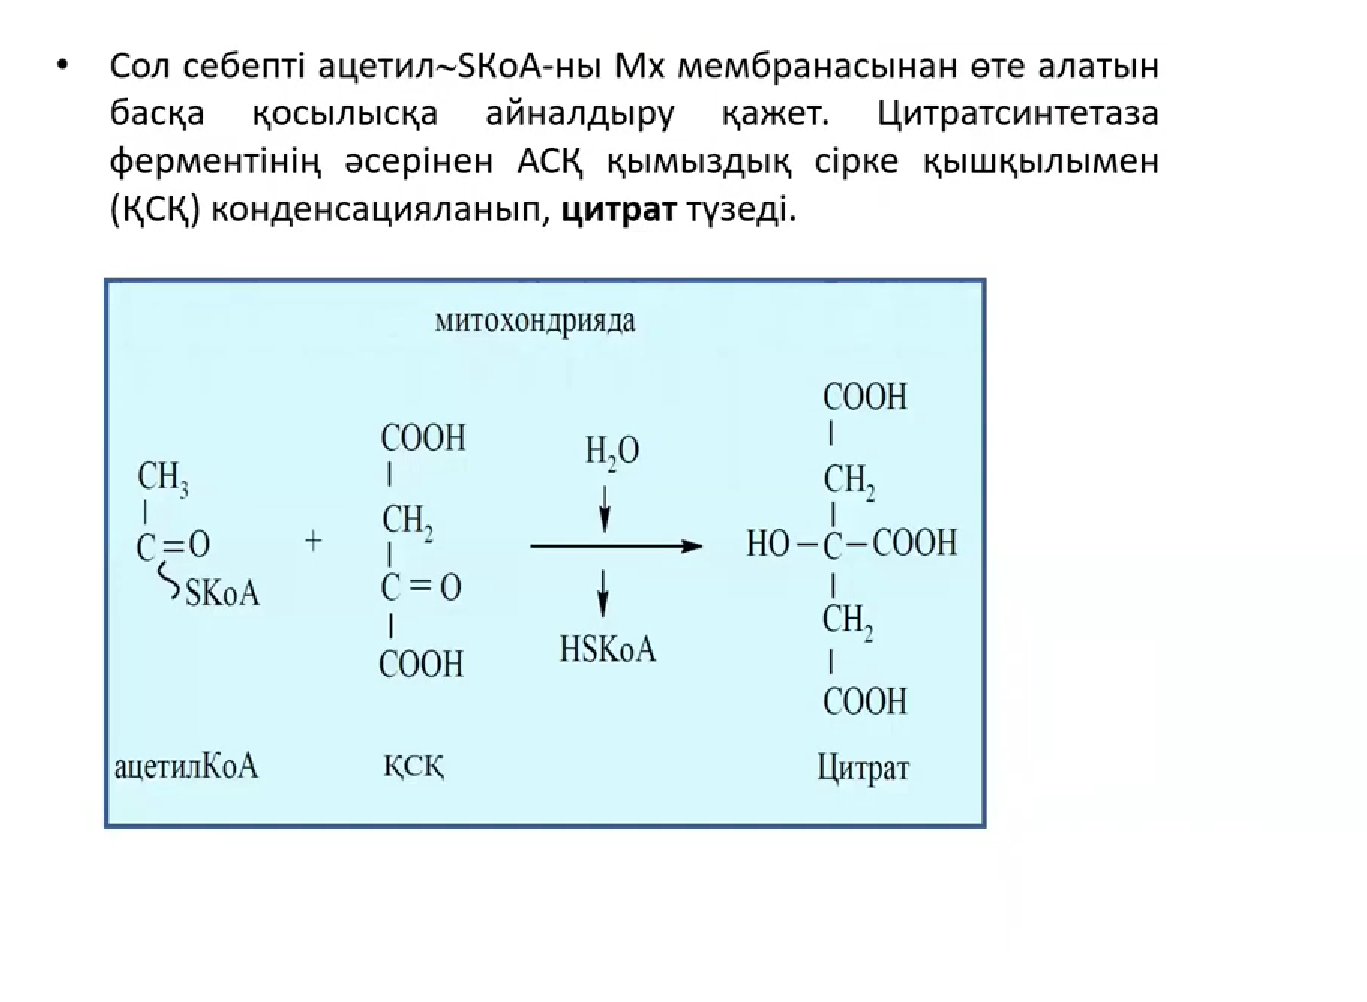 • Сол себепті ацетил~SКоА-ны Мх мембранасынан өте алатын
басқа қосылысқа айналдыру қажет. Цитратсинтетаза
ферментінің әсерінен АСҚ қымыздық сірке қышқылымен
(ҚСҚ) конденсацияланып, цитрат түзеді.
митохондрияда
CH₃
C=O
SKoA
+
COOH
CH₂
C=O
COOH
H₂O
HSKoA
COOH
CH₂
HO–C–COOH
CH₂
COOH
ацетилКоА
ҚСҚ
Цитрат